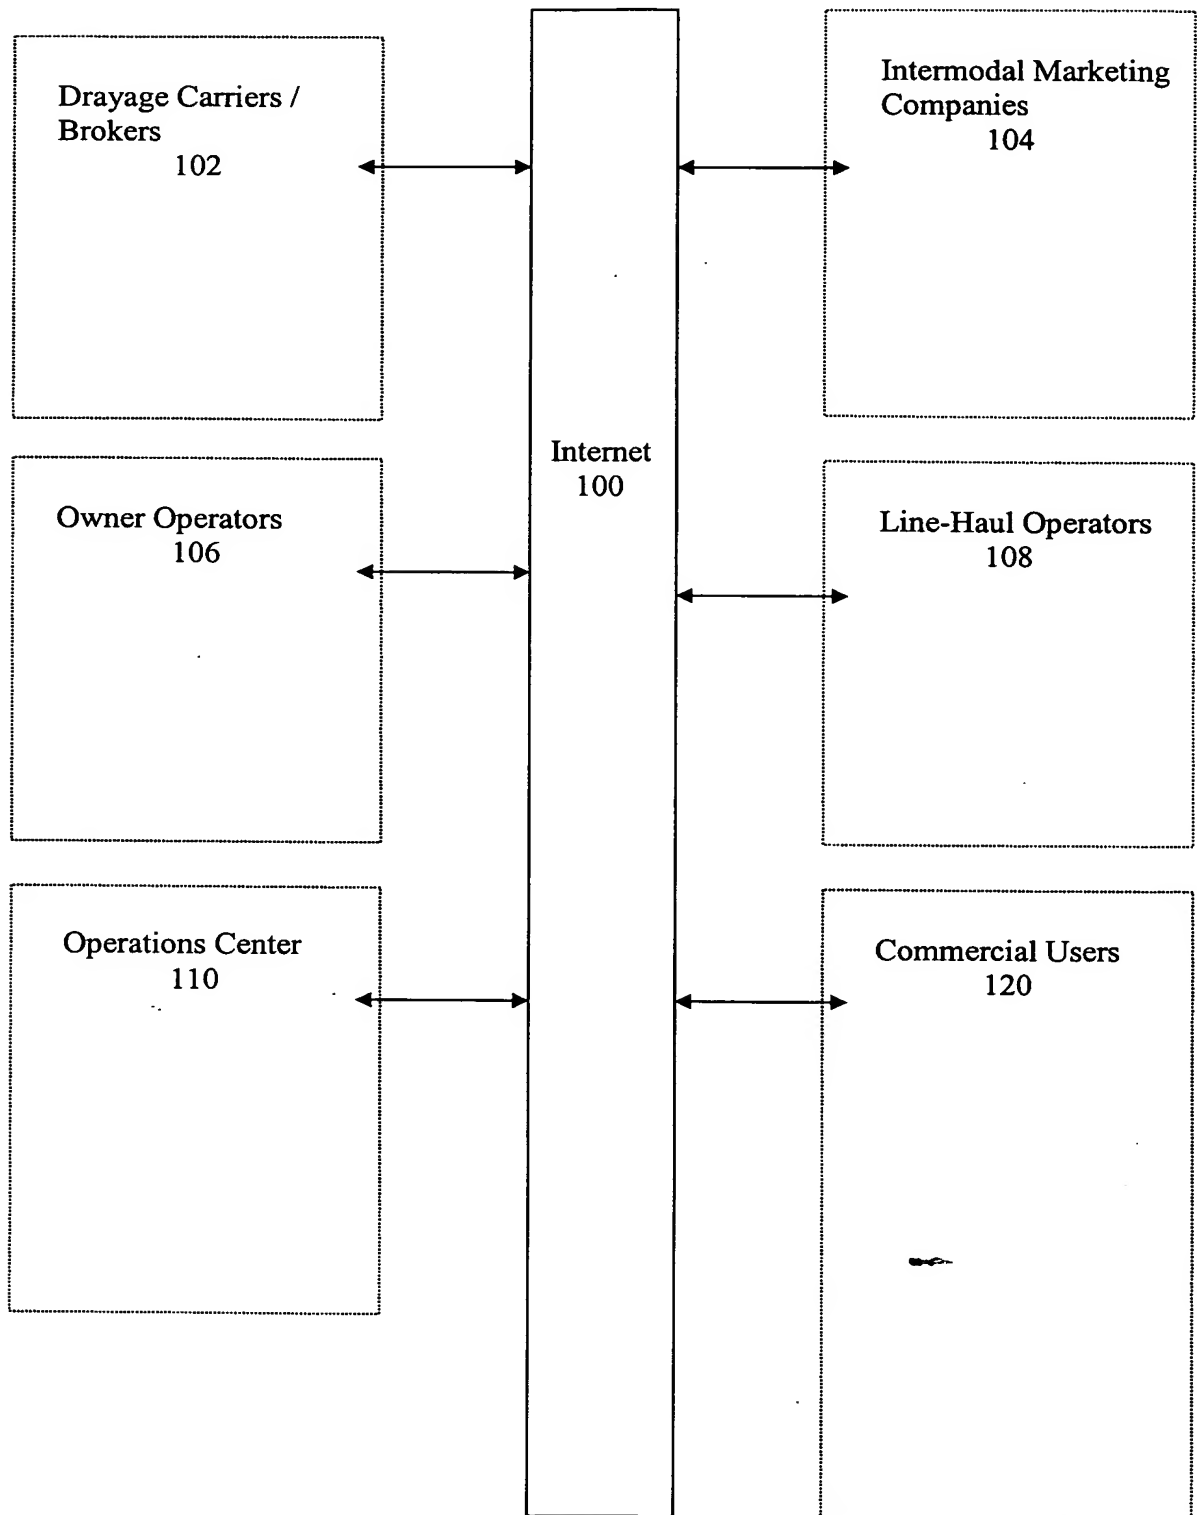 Drayage Carriers /
Brokers
102
Intermodal Marketing
Companies
104
Internet
100
Owner Operators
106
Line-Haul Operators
108
Operations Center
110
Commercial Users
120